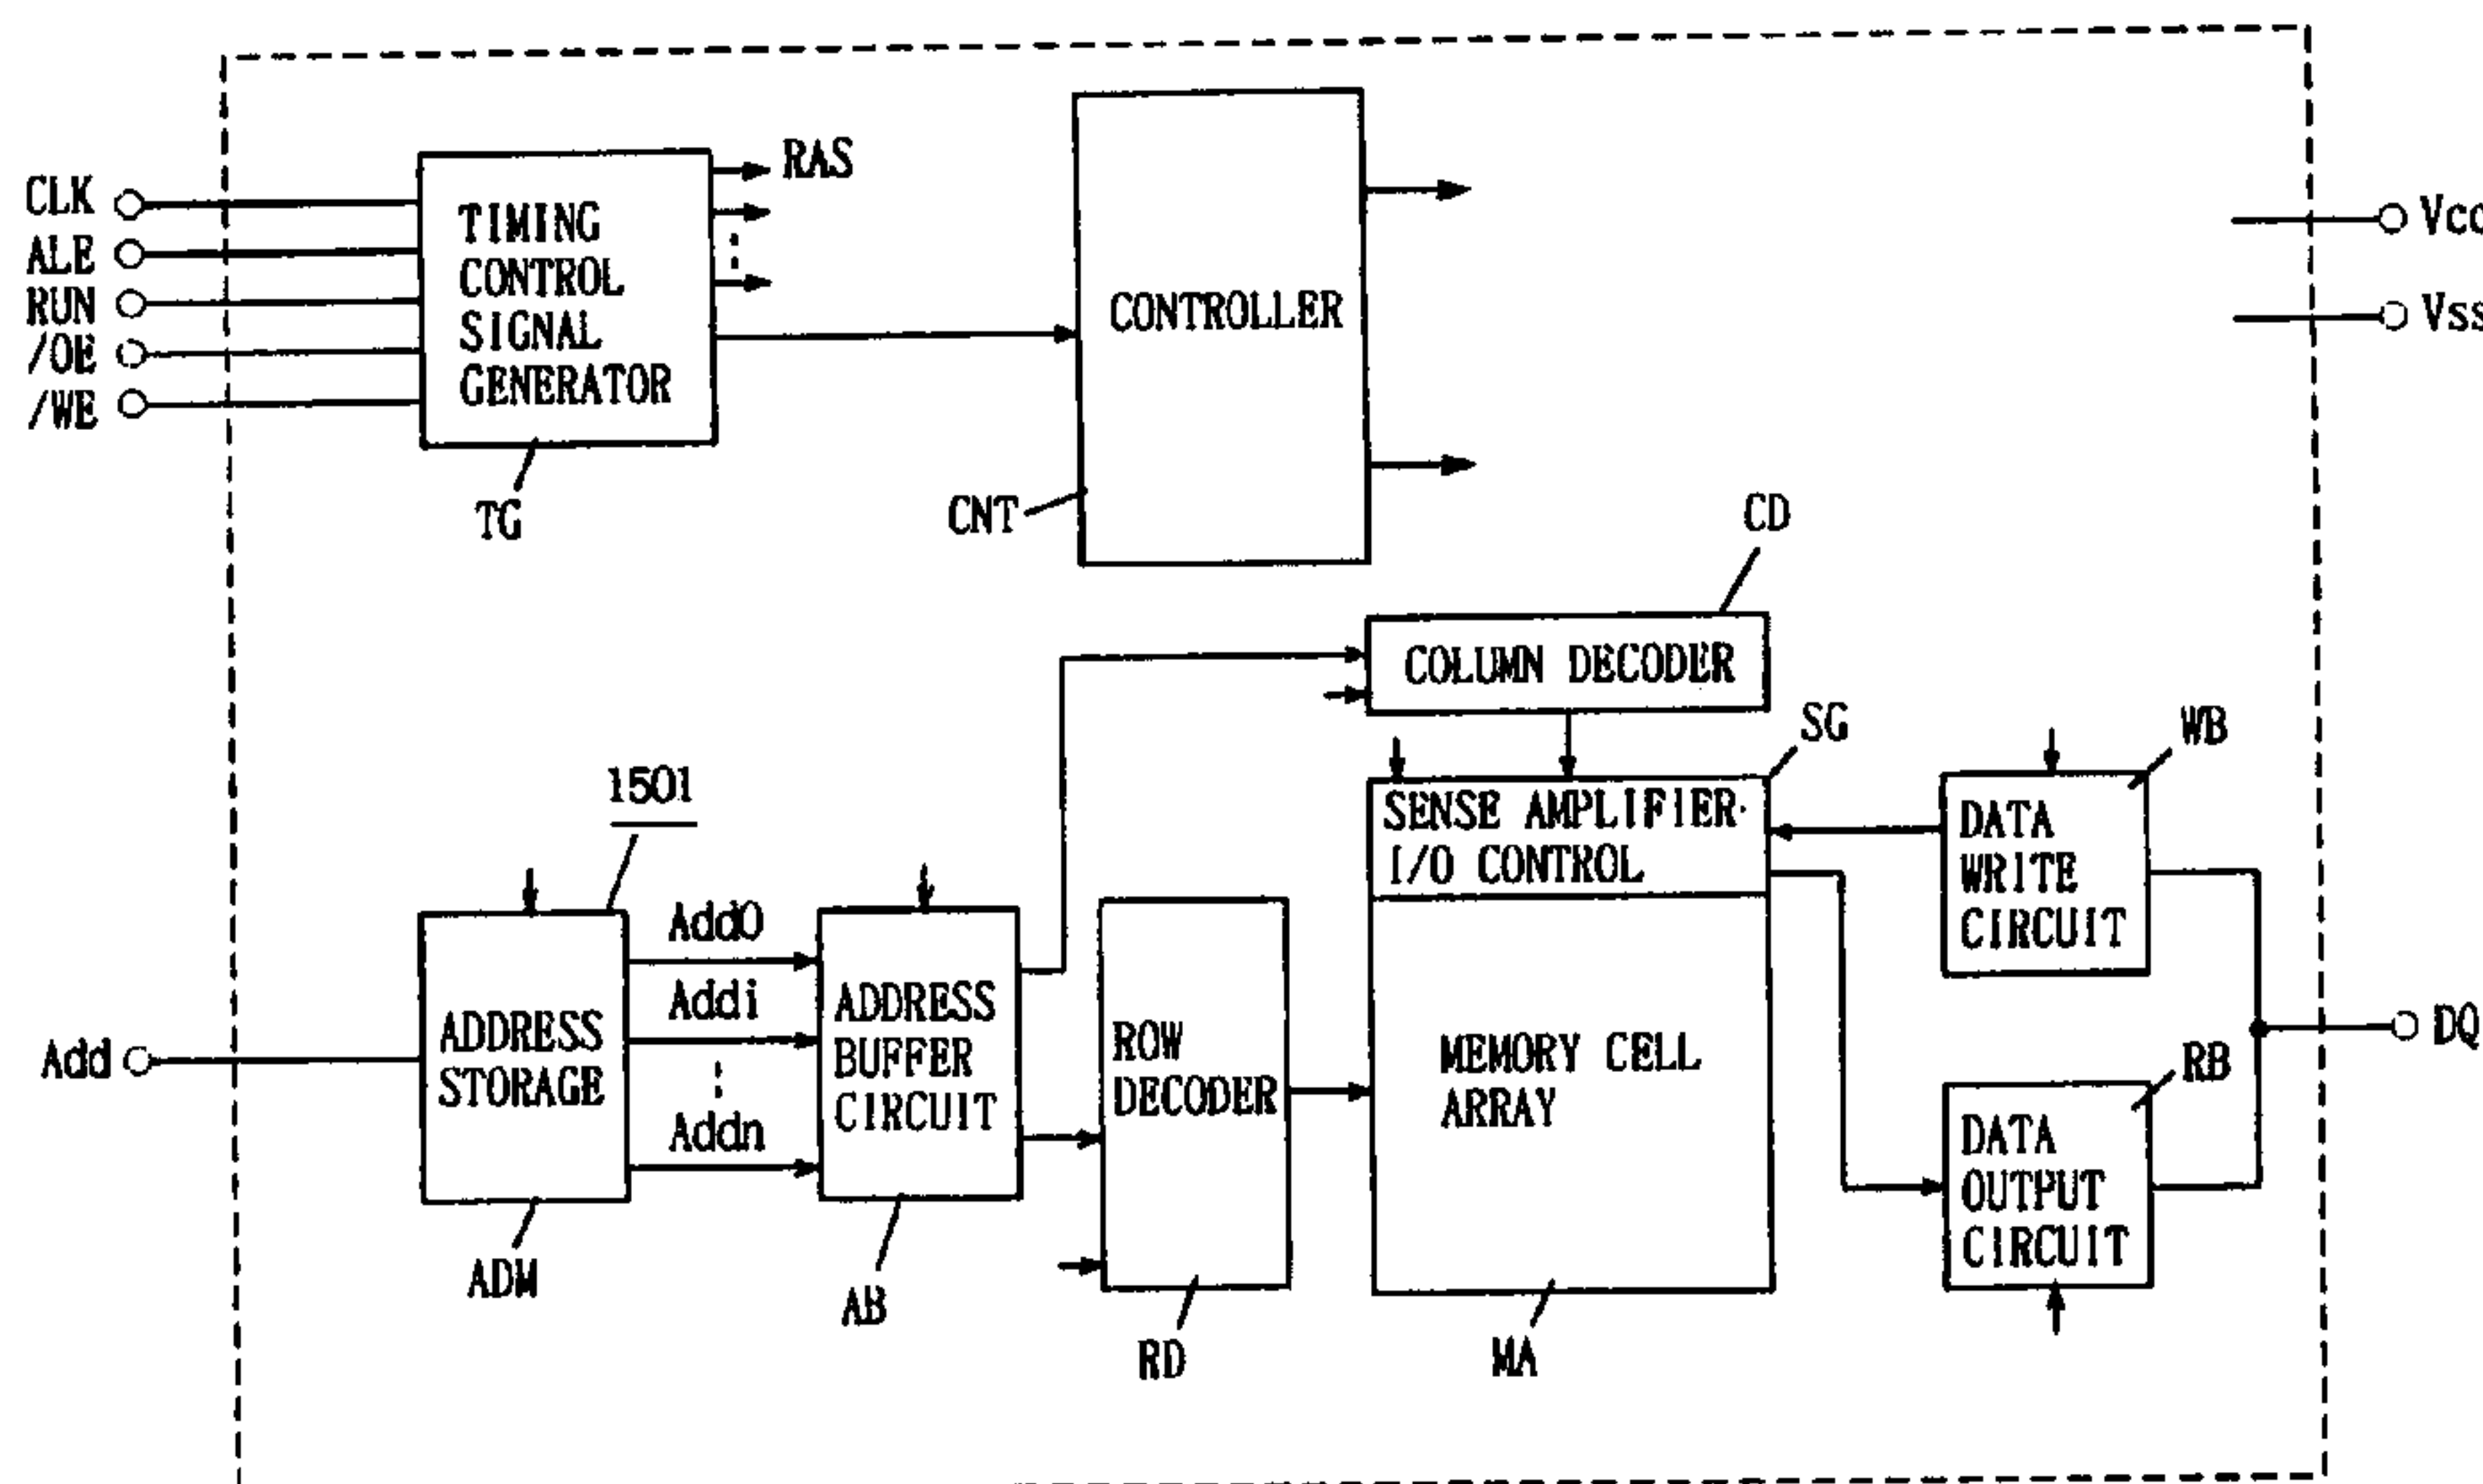 RAS
CLK
ALE
RUN
/OE
/WE
TIMING
CONTROL
SIGNAL
GENERATOR
CONTROLLER
Vcc
Vss
TG
CNT
CD
COLUMN DECODER
SG
WB
1501
SENSE AMPLIFIER·
I/O CONTROL
DATA
WRITE
CIRCUIT
Add0
Addi
Addn
Add
ADDRESS
STORAGE
ADDRESS
BUFFER
CIRCUIT
ROW
DECODER
MEMORY CELL
ARRAY
DQ
RB
DATA
OUTPUT
CIRCUIT
ADM
AB
RD
MA